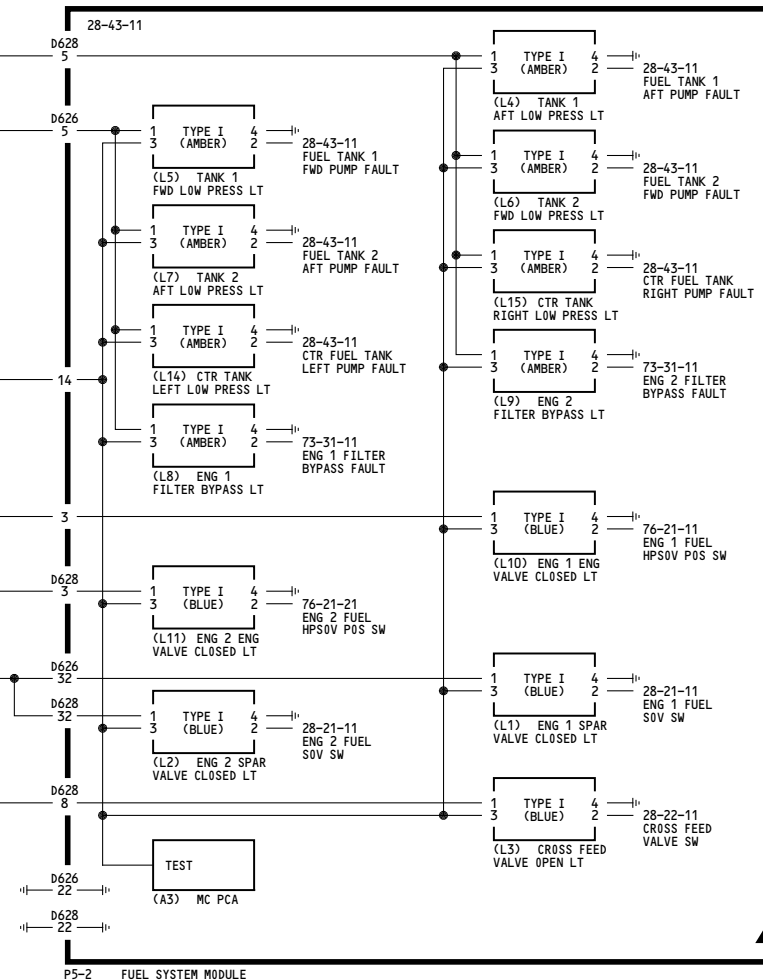 28-43-11
D628
5
D626
5
1 TYPE I 4
3 (AMBER) 2
28-43-11
FUEL TANK 1
FWD PUMP FAULT
(L5) TANK 1
FWD LOW PRESS LT
1 TYPE I 4
3 (AMBER) 2
28-43-11
FUEL TANK 2
AFT PUMP FAULT
(L7) TANK 2
AFT LOW PRESS LT
1 TYPE I 4
3 (AMBER) 2
28-43-11
CTR FUEL TANK
LEFT PUMP FAULT
(L14) CTR TANK
LEFT LOW PRESS LT
14
1 TYPE I 4
3 (AMBER) 2
73-31-11
ENG 1 FILTER
BYPASS FAULT
(L8) ENG 1
FILTER BYPASS LT
3
D628
3
1 TYPE I 4
3 (BLUE) 2
76-21-21
ENG 2 FUEL
HPSOV POS SW
(L11) ENG 2 ENG
VALVE CLOSED LT
D626
32
D628
32
1 TYPE I 4
3 (BLUE) 2
28-21-11
ENG 2 FUEL
SOV SW
(L2) ENG 2 SPAR
VALVE CLOSED LT
D628
8
TEST
(A3) MC PCA
D626
22
D628
22
1 TYPE I 4
3 (AMBER) 2
28-43-11
FUEL TANK 1
AFT PUMP FAULT
(L4) TANK 1
AFT LOW PRESS LT
1 TYPE I 4
3 (AMBER) 2
28-43-11
FUEL TANK 2
FWD PUMP FAULT
(L6) TANK 2
FWD LOW PRESS LT
1 TYPE I 4
3 (AMBER) 2
28-43-11
CTR FUEL TANK
RIGHT PUMP FAULT
(L15) CTR TANK
RIGHT LOW PRESS LT
1 TYPE I 4
3 (AMBER) 2
73-31-11
ENG 2 FILTER
BYPASS FAULT
(L9) ENG 2
FILTER BYPASS LT
1 TYPE I 4
3 (BLUE) 2
76-21-11
ENG 1 FUEL
HPSOV POS SW
(L10) ENG 1 ENG
VALVE CLOSED LT
1 TYPE I 4
3 (BLUE) 2
28-21-11
ENG 1 FUEL
SOV SW
(L1) ENG 1 SPAR
VALVE CLOSED LT
1 TYPE I 4
3 (BLUE) 2
28-22-11
CROSS FEED
VALVE SW
(L3) CROSS FEED
VALVE OPEN LT
P5-2 FUEL SYSTEM MODULE